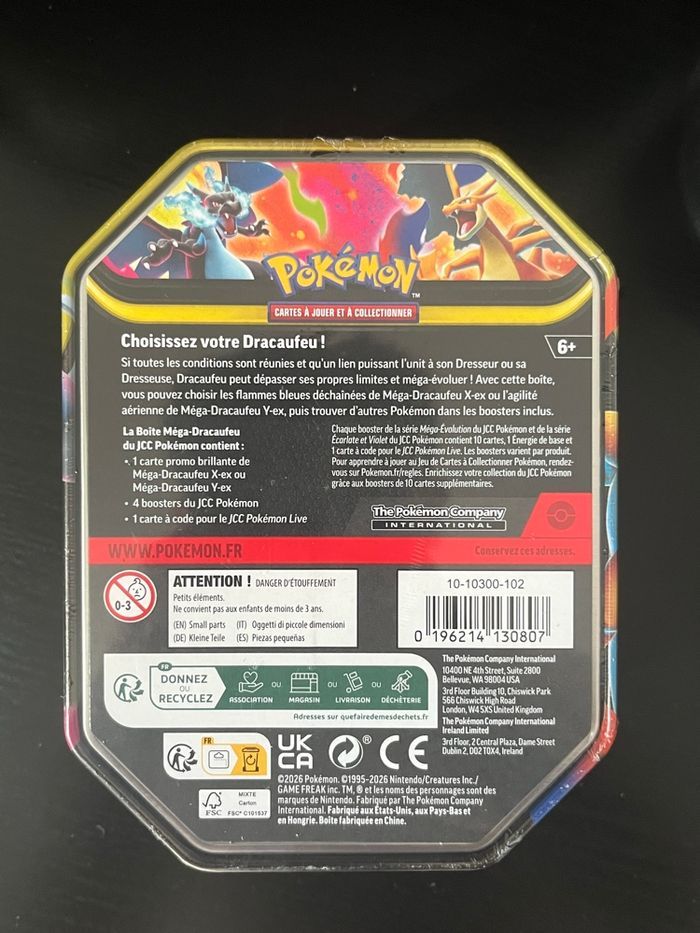 POKéMON
TM
CARTES À JOUER ET À COLLECTIONNER
Choisissez votre Dracaufeu !
6+
Si toutes les conditions sont réunies et qu'un lien puissant l'unit à son Dresseur ou sa
Dresseuse, Dracaufeu peut dépasser ses propres limites et méga-évoluer ! Avec cette boîte,
vous pouvez choisir les flammes bleues déchaînées de Méga-Dracaufeu X-ex ou l'agilité
aérienne de Méga-Dracaufeu Y-ex, puis trouver d'autres Pokémon dans les boosters inclus.
La Boîte Méga-Dracaufeu
du JCC Pokémon contient :
• 1 carte promo brillante de
Méga-Dracaufeu X-ex ou
Méga-Dracaufeu Y-ex
• 4 boosters du JCC Pokémon
• 1 carte à code pour le JCC Pokémon Live
Chaque booster de la série Méga-Évolution du JCC Pokémon et de la série
Écarlate et Violet du JCC Pokémon contient 10 cartes, 1 Énergie de base et
1 carte à code pour le JCC Pokémon Live. Les boosters varient par produit.
Pour apprendre à jouer au Jeu de Cartes à Collectionner Pokémon, rendez-
vous sur Pokemon.fr/regles. Enrichissez votre collection du JCC Pokémon
grâce aux boosters de 10 cartes supplémentaires.
The Pokémon Company
INTERNATIONAL
WWW.POKEMON.FR
Conservez ces adresses.
0-3
ATTENTION ! DANGER D'ÉTOUFFEMENT
Petits éléments.
Ne convient pas aux enfants de moins de 3 ans.
(EN) Small parts (IT) Oggetti di piccole dimensioni
(DE) Kleine Teile (ES) Piezas pequeñas
10-10300-102
0 196214 130807
FR
DONNEZ
OU
RECYCLEZ
ASSOCIATION
OU
MAGASIN
OU
LIVRAISON
OU
DÉCHÈTERIE
Adresses sur quefairedemesdechets.fr
The Pokémon Company International
10400 NE 4th Street, Suite 2800
Bellevue, WA 98004 USA
3rd Floor Building 10, Chiswick Park
566 Chiswick High Road
London, W4 5XS United Kingdom
The Pokémon Company International
Ireland Limited
3rd Floor, 2 Central Plaza, Dame Street
Dublin 2, D02 T0X4, Ireland
FR
UK
CA
®
CE
FSC
MIXTE
Carton
FSC® C101537
©2026 Pokémon. ©1995-2026 Nintendo/Creatures Inc./
GAME FREAK inc. TM, ® et les noms des personnages sont des
marques de Nintendo. Fabriqué par The Pokémon Company
International. Fabriqué aux États-Unis, aux Pays-Bas et
en Hongrie. Boîte fabriquée en Chine.